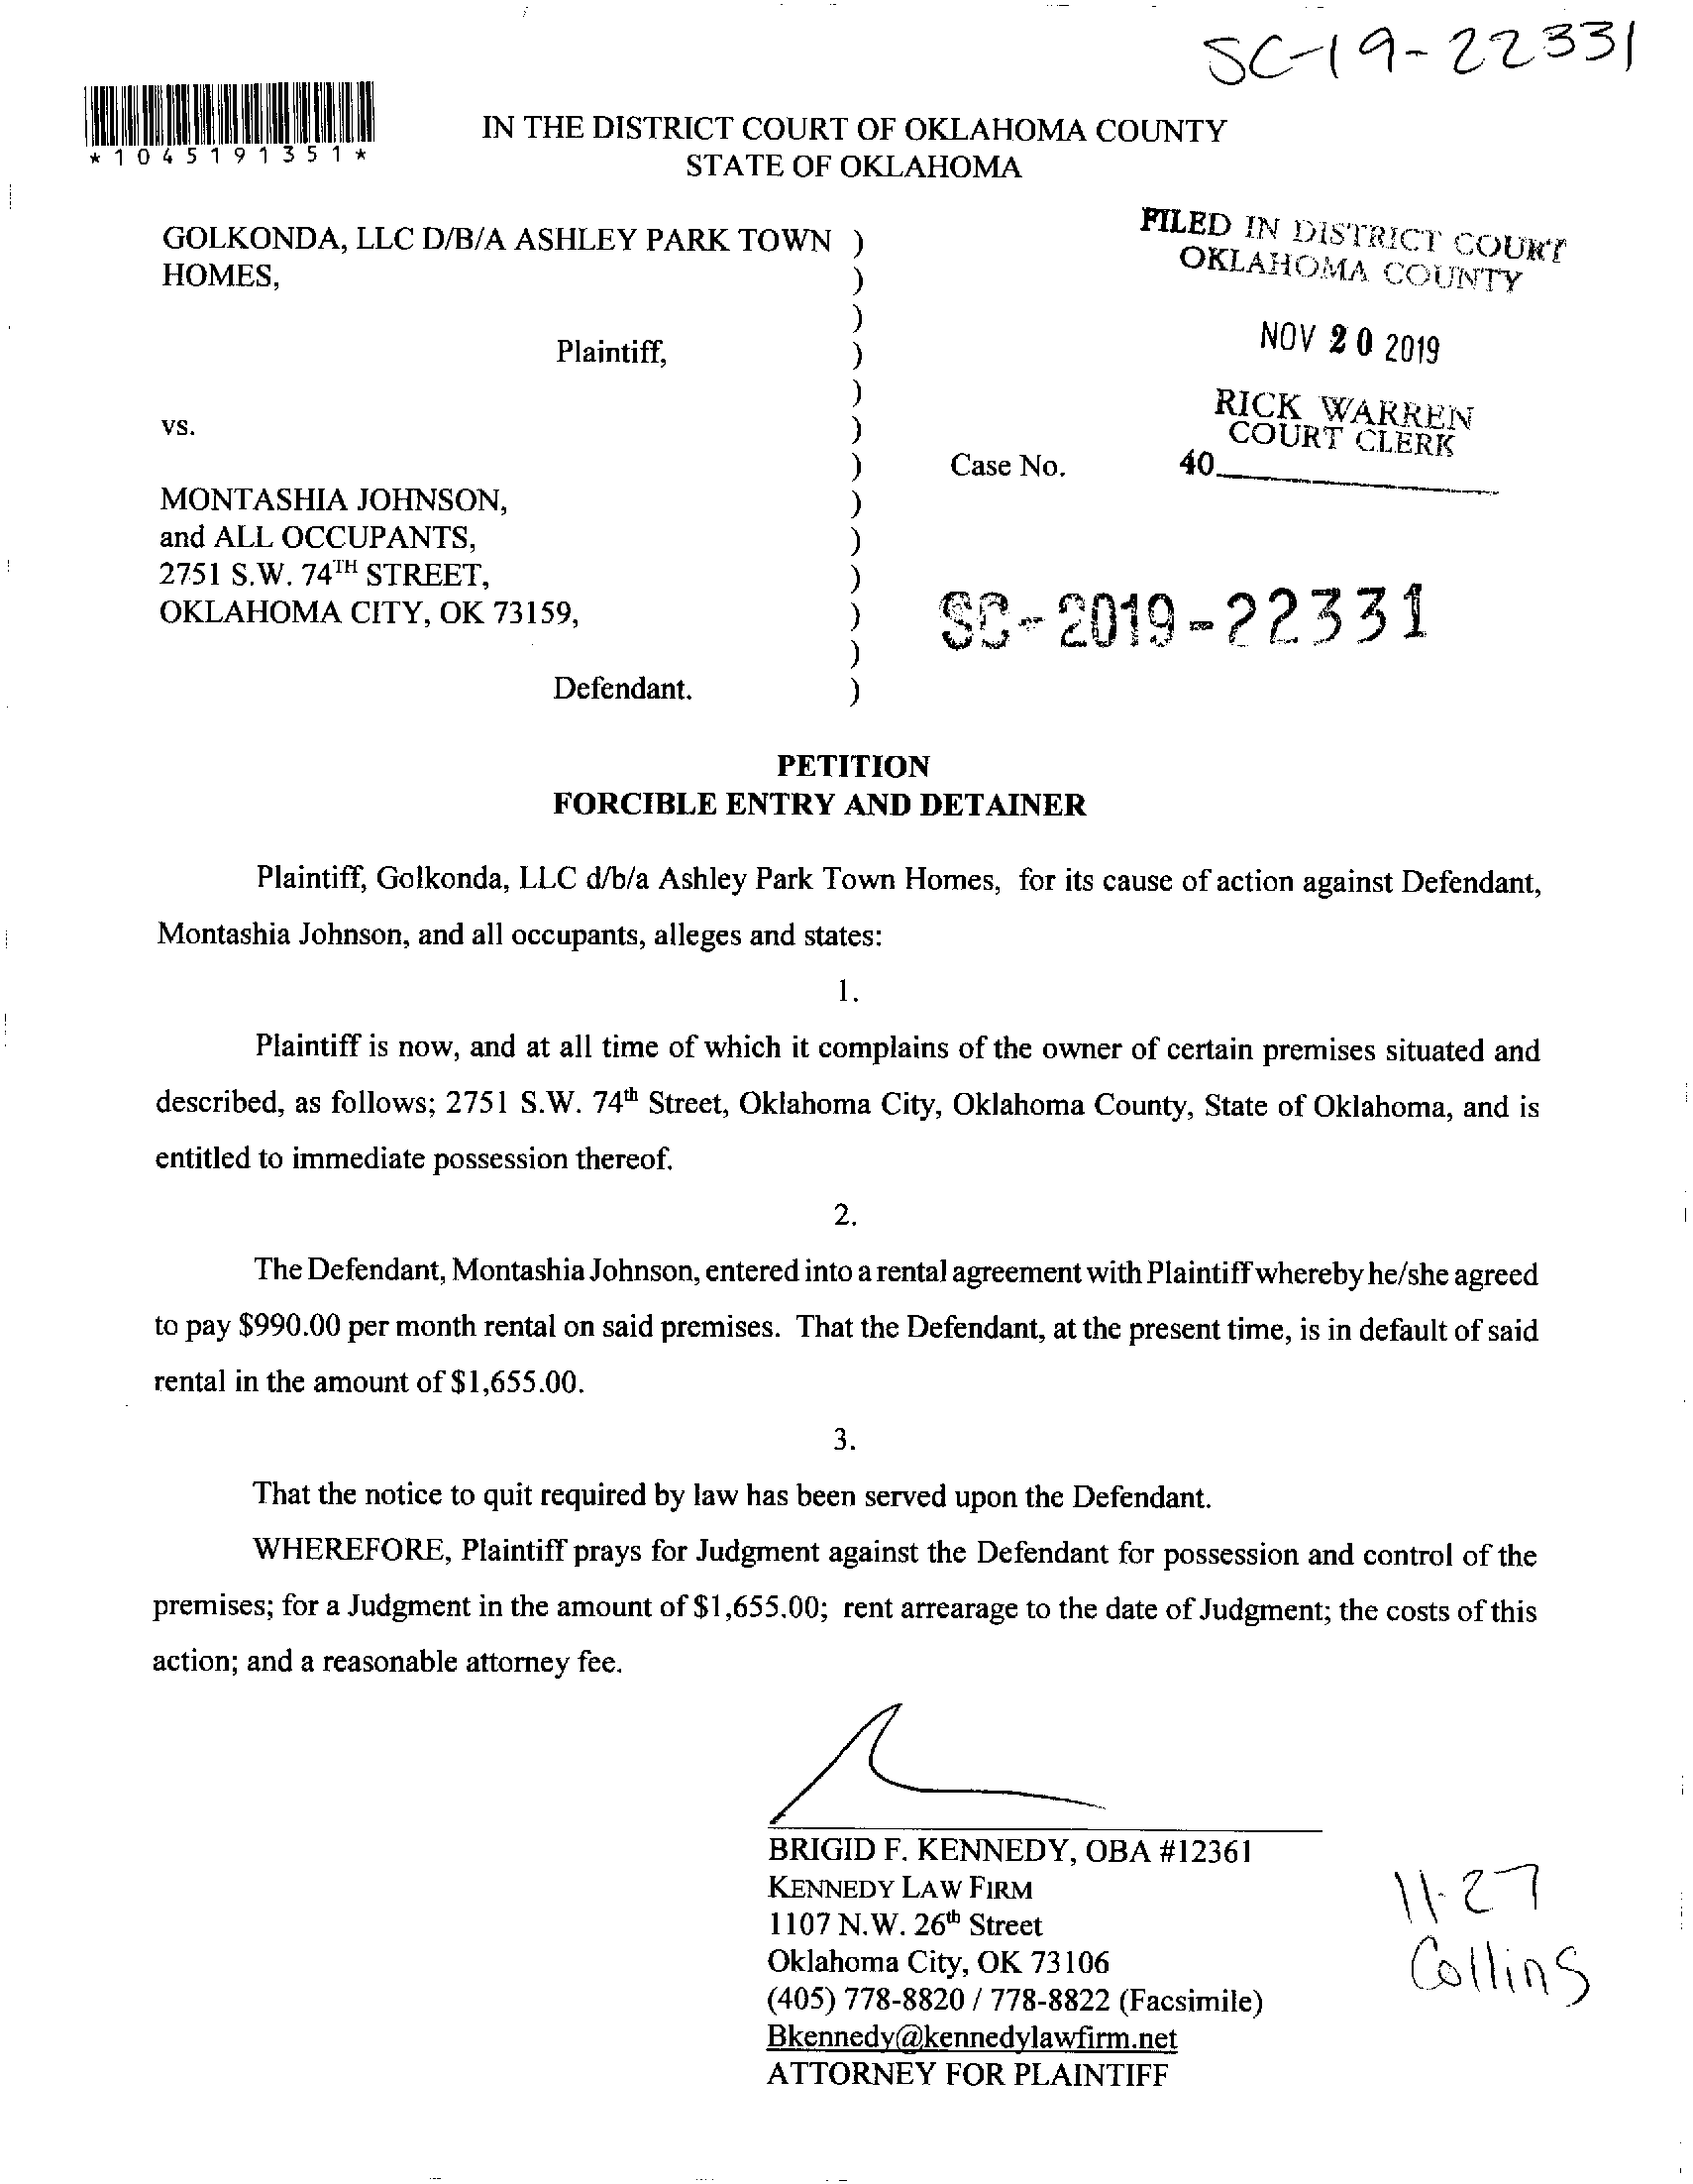 SC-19-22331
*1045191351*
IN THE DISTRICT COURT OF OKLAHOMA COUNTY
STATE OF OKLAHOMA
GOLKONDA, LLC D/B/A ASHLEY PARK TOWN )
HOMES, )
)
Plaintiff, )
)
vs. )
)
MONTASHIA JOHNSON, )
and ALL OCCUPANTS, )
2751 S.W. 74TH STREET, )
OKLAHOMA CITY, OK 73159, )
)
Defendant. )
FILED IN DISTRICT COURT
OKLAHOMA COUNTY
NOV 20 2019
RICK WARREN
COURT CLERK
Case No. 40
SC-2019-22331
PETITION
FORCIBLE ENTRY AND DETAINER
Plaintiff, Golkonda, LLC d/b/a Ashley Park Town Homes, for its cause of action against Defendant,
Montashia Johnson, and all occupants, alleges and states:
1.
Plaintiff is now, and at all time of which it complains of the owner of certain premises situated and
described, as follows; 2751 S.W. 74th Street, Oklahoma City, Oklahoma County, State of Oklahoma, and is
entitled to immediate possession thereof.
2.
The Defendant, Montashia Johnson, entered into a rental agreement with Plaintiff whereby he/she agreed
to pay $990.00 per month rental on said premises. That the Defendant, at the present time, is in default of said
rental in the amount of $1,655.00.
3.
That the notice to quit required by law has been served upon the Defendant.
WHEREFORE, Plaintiff prays for Judgment against the Defendant for possession and control of the
premises; for a Judgment in the amount of $1,655.00; rent arrearage to the date of Judgment; the costs of this
action; and a reasonable attorney fee.
BRIGID F. KENNEDY, OBA #12361
KENNEDY LAW FIRM
1107 N.W. 26th Street
Oklahoma City, OK 73106
(405) 778-8820 / 778-8822 (Facsimile)
Bkennedy@kennedylawfirm.net
ATTORNEY FOR PLAINTIFF
11-27
Collins